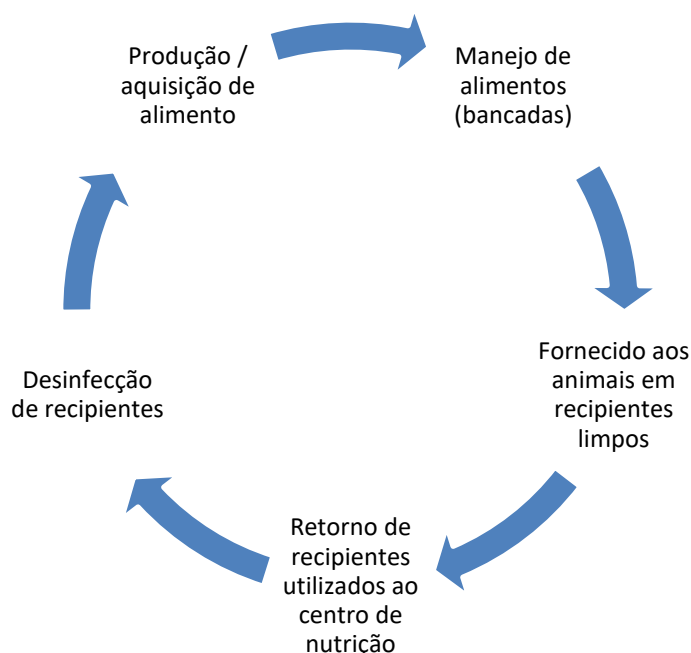 Produção /
aquisição de
alimento
Manejo de
alimentos
(bancadas)
Fornecido aos
animais em
recipientes
limpos
Retorno de
recipientes
utilizados ao
centro de
nutrição
Desinfecção
de recipientes